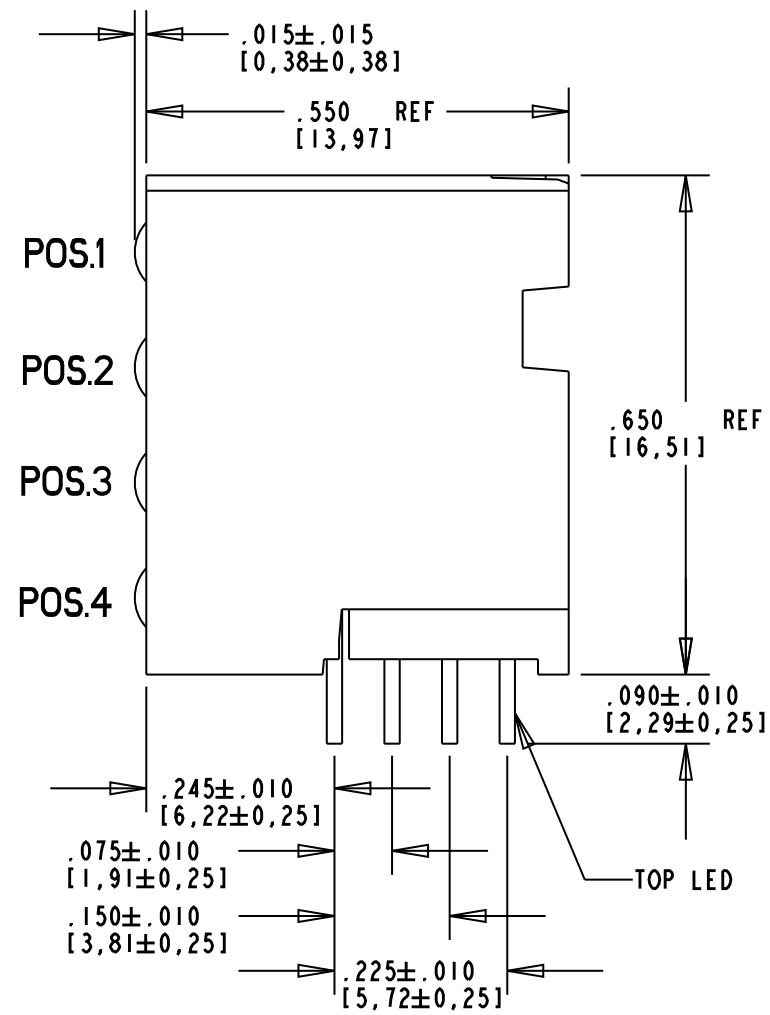 .015±.015
[0,38±0,38]
.550 REF
[13,97]
POS.1
POS.2
.650 REF
[16,51]
POS.3
POS.4
.090±.010
[2,29±0,25]
.245±.010
[6,22±0,25]
.075±.010
[1,91±0,25]
TOP LED
.150±.010
[3,81±0,25]
.225±.010
[5,72±0,25]